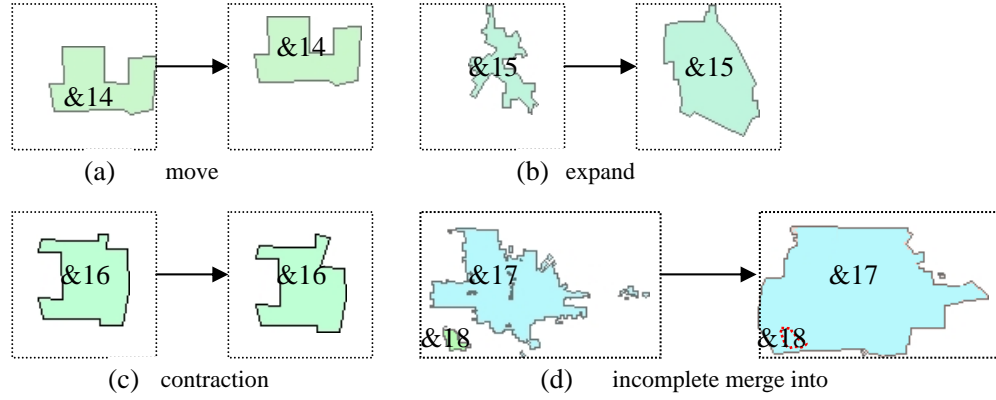 &14 &14 &15 &15
(a) move (b) expand
&16 &16 &17 &17
&18 &18
(c) contraction (d) incomplete merge into